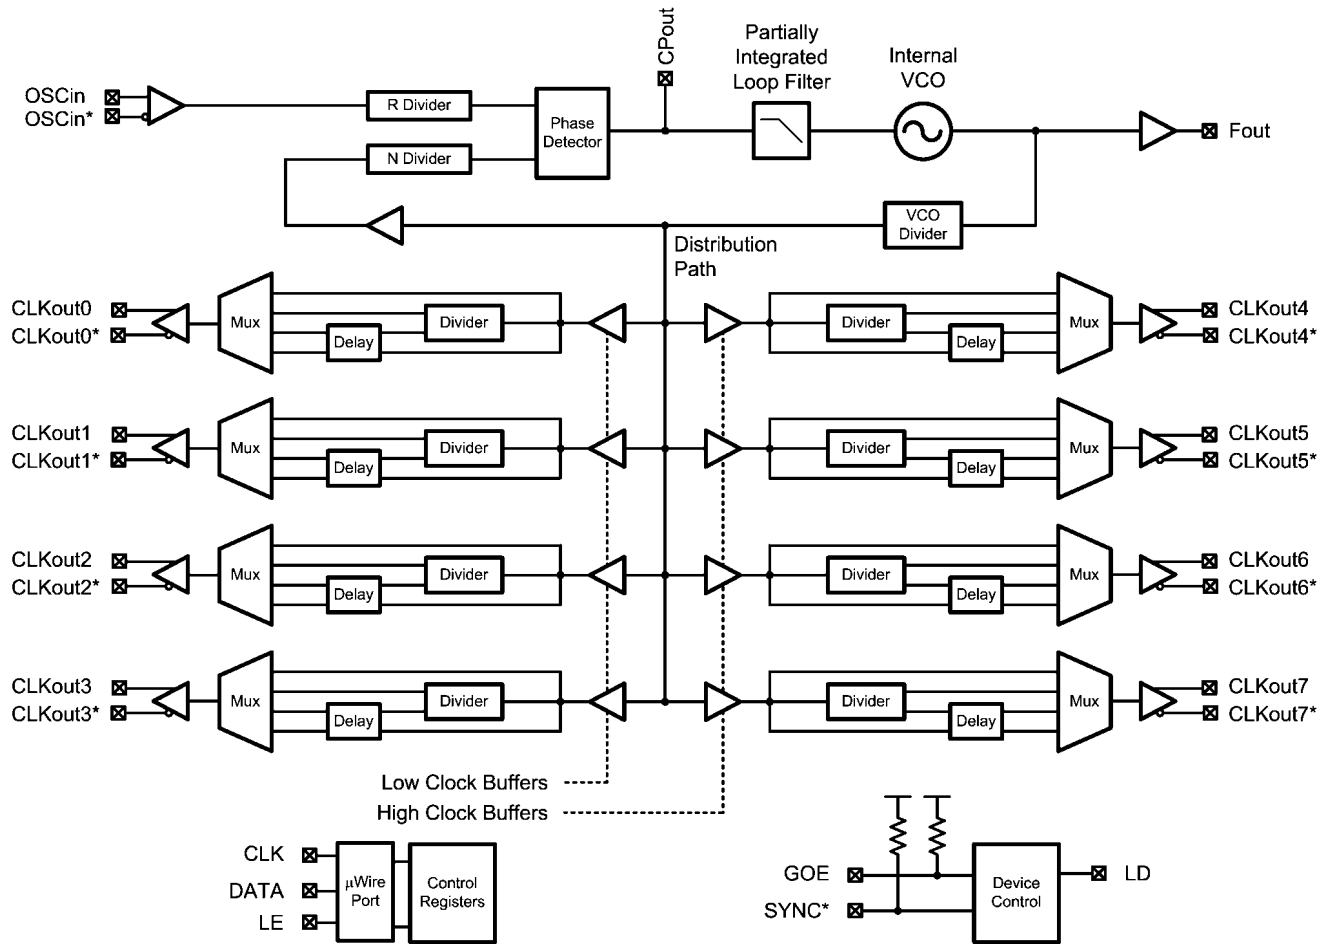 CPout
Partially
Integrated
Loop Filter
Internal
VCO
OSCin
OSCin*
R Divider
N Divider
Phase
Detector
Fout
VCO
Divider
Distribution
Path
CLKout0
CLKout0*
Mux
Divider
Delay
Divider
Delay
Mux
CLKout4
CLKout4*
CLKout1
CLKout1*
Mux
Divider
Delay
Divider
Delay
Mux
CLKout5
CLKout5*
CLKout2
CLKout2*
Mux
Divider
Delay
Divider
Delay
Mux
CLKout6
CLKout6*
CLKout3
CLKout3*
Mux
Divider
Delay
Divider
Delay
Mux
CLKout7
CLKout7*
Low Clock Buffers
High Clock Buffers
CLK
DATA
LE
μWire
Port
Control
Registers
GOE
SYNC*
Device
Control
LD